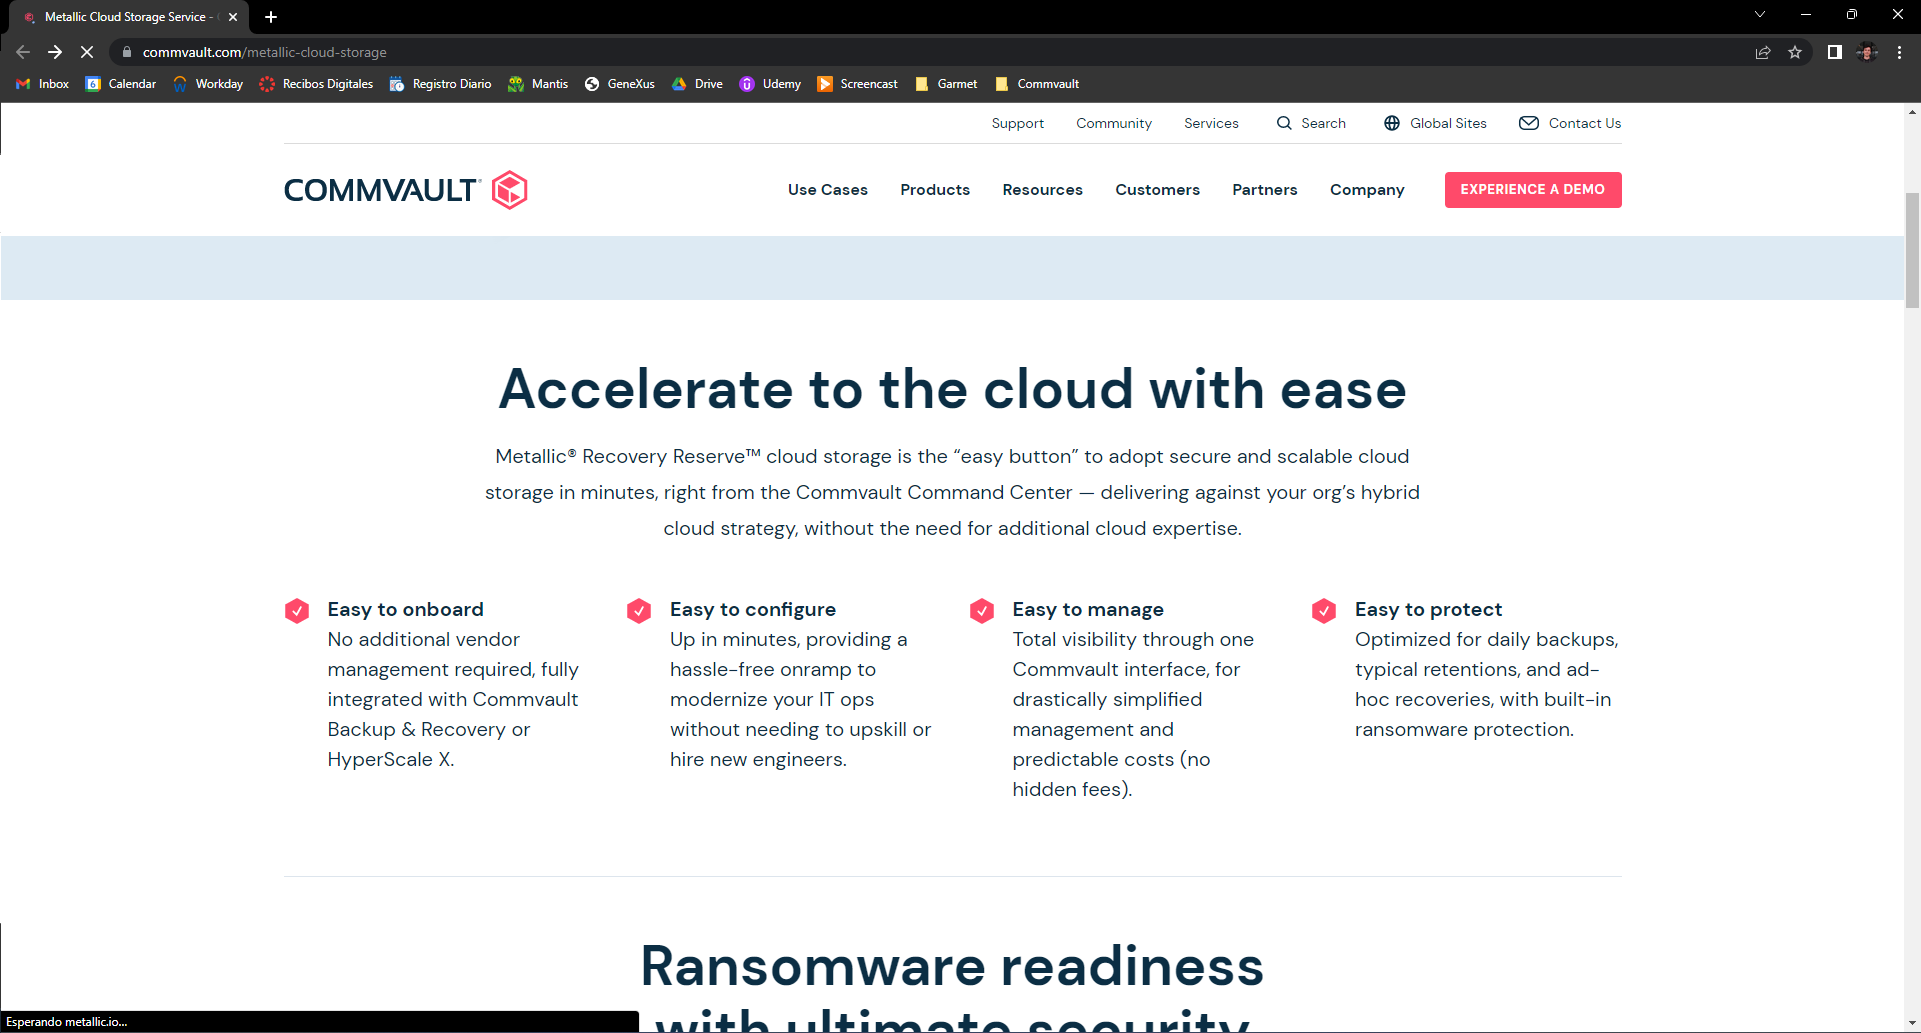 Metallic Cloud Storage Service -
commvault.com/metallic-cloud-storage
Inbox
Calendar
Workday
Recibos Digitales
Registro Diario
Mantis
GeneXus
Drive
Udemy
Screencast
Garmet
Commvault
Support
Community
Services
Search
Global Sites
Contact Us
COMMVAULT
Use Cases
Products
Resources
Customers
Partners
Company
EXPERIENCE A DEMO
Accelerate to the cloud with ease
Metallic® Recovery Reserve™ cloud storage is the “easy button” to adopt secure and scalable cloud
storage in minutes, right from the Commvault Command Center — delivering against your org’s hybrid
cloud strategy, without the need for additional cloud expertise.
Easy to onboard
No additional vendor
management required, fully
integrated with Commvault
Backup & Recovery or
HyperScale X.
Easy to configure
Up in minutes, providing a
hassle-free onramp to
modernize your IT ops
without needing to upskill or
hire new engineers.
Easy to manage
Total visibility through one
Commvault interface, for
drastically simplified
management and
predictable costs (no
hidden fees).
Easy to protect
Optimized for daily backups,
typical retentions, and ad-
hoc recoveries, with built-in
ransomware protection.
Ransomware readiness
with ultimate security
Esperando metallic.io...